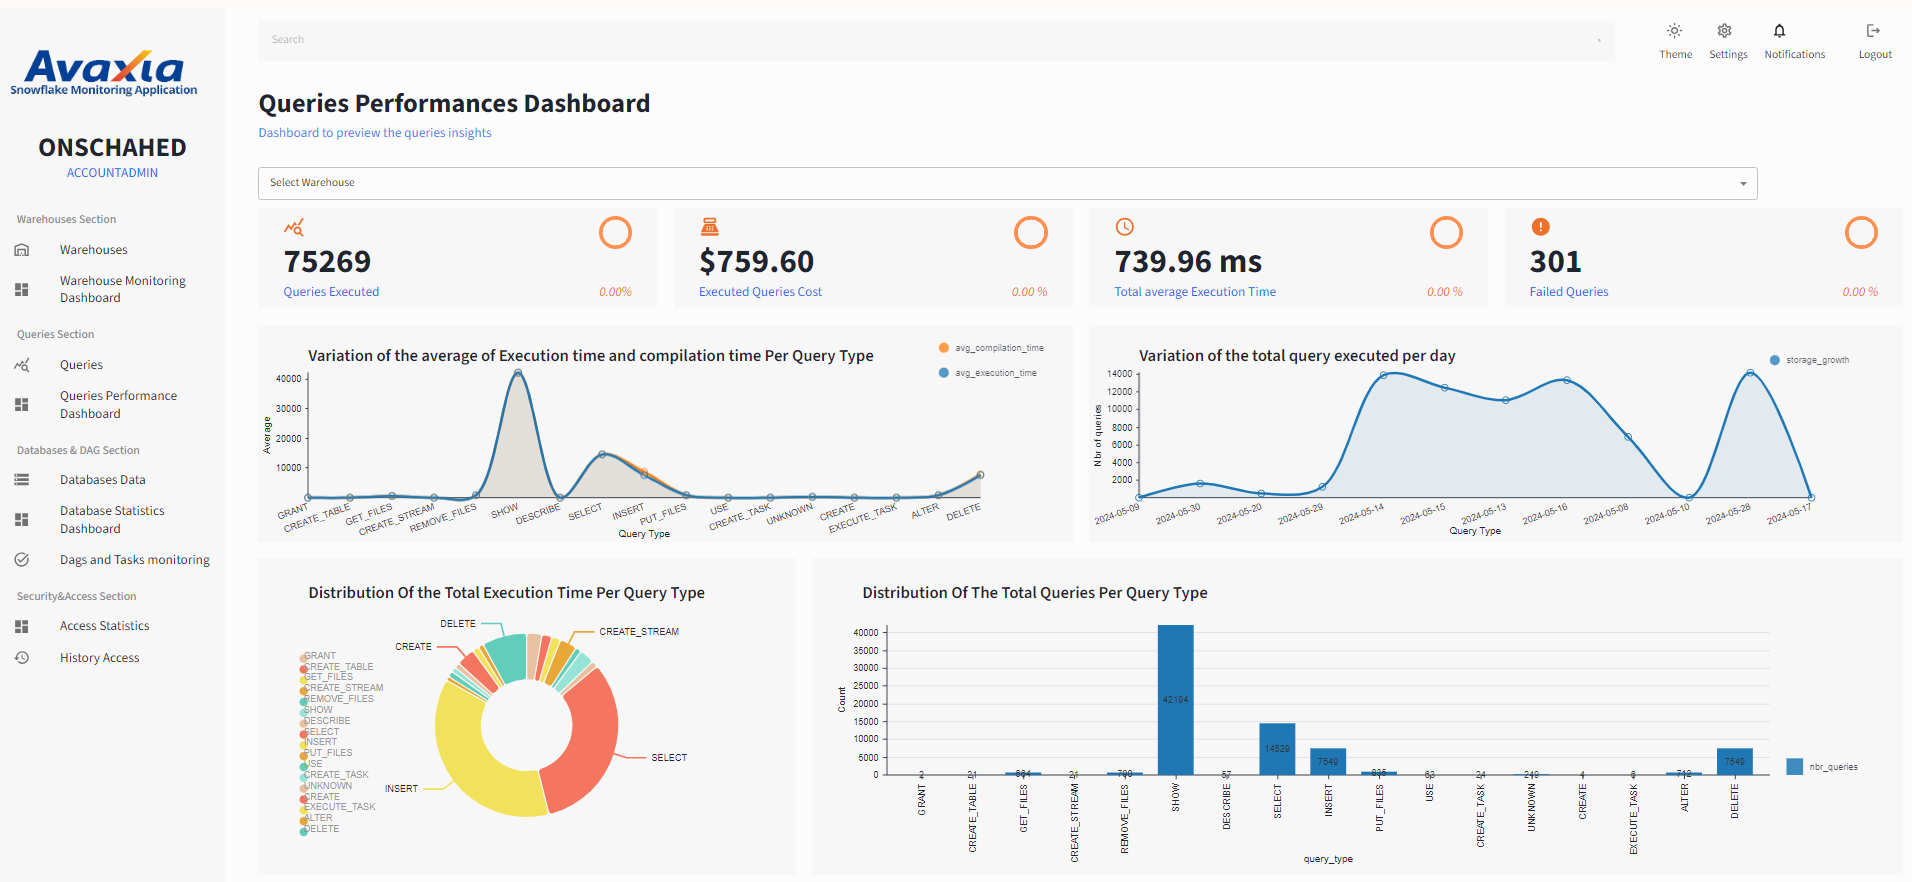 Avaxia
Snowflake Monitoring Application
ONSCHAHED
ACCOUNTADMIN
Warehouses Section
Warehouses
Warehouse Monitoring
Dashboard
Queries Section
Queries
Queries Performance
Dashboard
Databases & DAG Section
Databases Data
Database Statistics
Dashboard
Dags and Tasks monitoring
Security&Access Section
Access Statistics
History Access
Search
Theme
Settings
Notifications
Logout
Queries Performances Dashboard
Dashboard to preview the queries insights
Select Warehouse
75269
Queries Executed
0.00%
$759.60
Executed Queries Cost
0.00 %
739.96 ms
Total average Execution Time
0.00 %
301
Failed Queries
0.00 %
Variation of the average of Execution time and compilation time Per Query Type
avg_compilation_time
avg_execution_time
Average
40000
30000
20000
10000
GRANT
CREATE_TABLE
GET_FILES
CREATE_STREAM
REMOVE_FILES
SHOW
DESCRIBE
SELECT
INSERT
PUT_FILES
USE
CREATE_TASK
UNKNOWN
CREATE
EXECUTE_TASK
ALTER
DELETE
Query Type
Variation of the total query executed per day
storage_growth
Nbr of queries
14000
12000
10000
8000
6000
4000
2000
2024-05-09
2024-05-30
2024-05-20
2024-05-29
2024-05-14
2024-05-15
2024-05-13
2024-05-16
2024-05-08
2024-05-10
2024-05-28
2024-05-17
Query Type
Distribution Of the Total Execution Time Per Query Type
GRANT
CREATE_TABLE
GET_FILES
CREATE_STREAM
REMOVE_FILES
SHOW
DESCRIBE
SELECT
INSERT
PUT_FILES
USE
CREATE_TASK
UNKNOWN
CREATE
EXECUTE_TASK
ALTER
DELETE
DELETE
CREATE
CREATE_STREAM
SELECT
INSERT
Distribution Of The Total Queries Per Query Type
Count
40000
35000
30000
25000
20000
15000
10000
5000
0
2
21
21
42194
57
14529
7549
63
24
249
4
6
712
7549
GRANT
CREATE_TABLE
GET_FILES
CREATE_STREAM
REMOVE_FILES
SHOW
DESCRIBE
SELECT
INSERT
PUT_FILES
USE
CREATE_TASK
UNKNOWN
CREATE
EXECUTE_TASK
ALTER
DELETE
query_type
nbr_queries